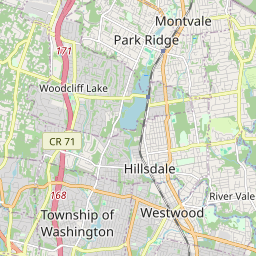 Montvale
Park Ridge
171
Woodcliff Lake
CR 71
Hillsdale
168
River Vale
Township of
Washington
Westwood